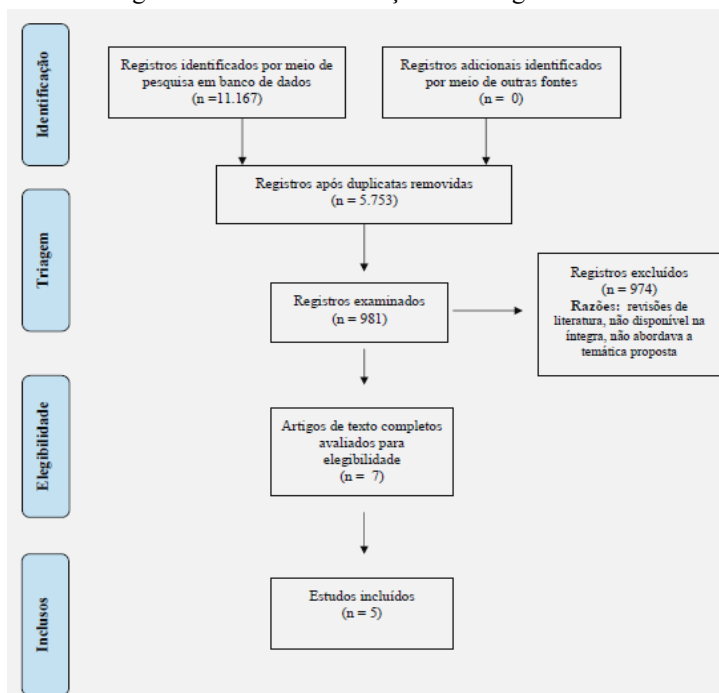 Identificação
Registros identificados por meio de
pesquisa em banco de dados
(n =11.167)
Registros adicionais identificados
por meio de outras fontes
(n = 0)
Triagem
Registros após duplicatas removidas
(n = 5.753)
Registros examinados
(n = 981)
Registros excluídos
(n = 974)
Razões: revisões de
literatura, não disponível na
íntegra, não abordava a
temática proposta
Elegibilidade
Artigos de texto completos
avaliados para
elegibilidade
(n = 7)
Inclusos
Estudos incluídos
(n = 5)